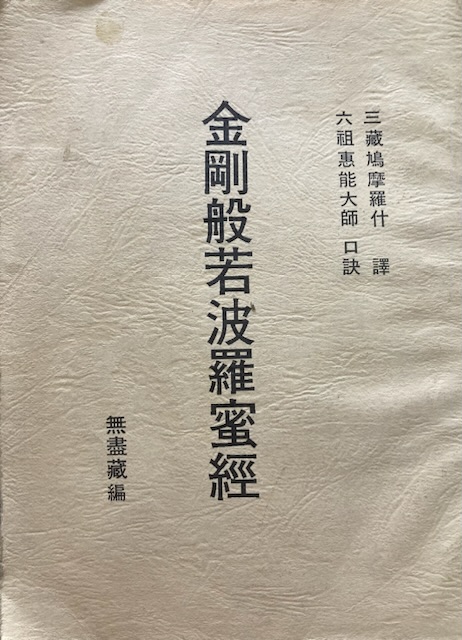 三藏鳩摩羅什 譯
六祖惠能大師 口訣
金剛般若波羅蜜經
無盡藏編